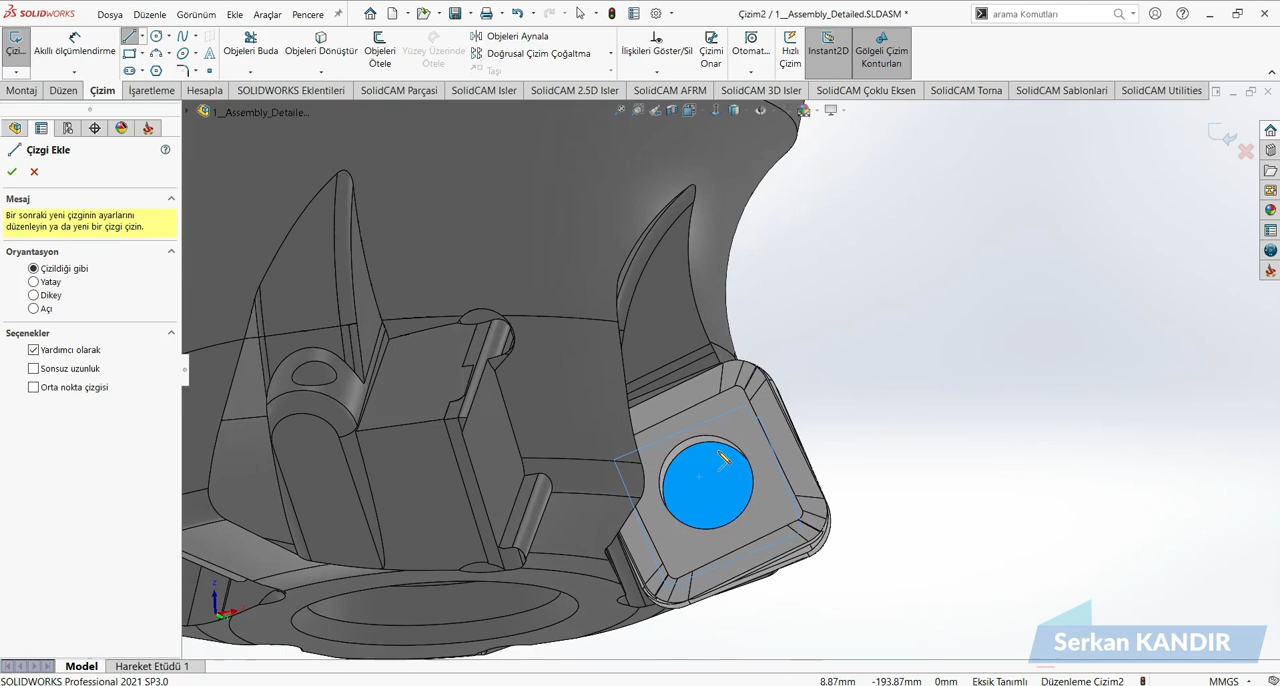 SOLIDWORKS
Dosya Düzenle Görünüm Ekle Araçlar Pencere
Çizim2 / 1__Assembly_Detailed.SLDASM *
arama Komutları
Çizi...
Akıllı ölçümlendirme
Objeleri Buda
Objeleri Dönüştür
Objeleri Ötele
Yüzey Üzerinde Ötele
Objeleri Aynala
Doğrusal Çizim Çoğaltma
Taşı
İlişkileri Göster/Sil
Çizimi Onar
Otomat...
Hızlı Çizim
Instant2D
Gölgeli Çizim Konturları
Montaj Düzen Çizim İşaretleme Hesapla SOLIDWORKS Eklentileri SolidCAM Parçasi SolidCAM Isler SolidCAM 2.5D Isler SolidCAM AFRM SolidCAM 3D Isler SolidCAM Çoklu Eksen SolidCAM Torna SolidCAM Sablonlari SolidCAM Utilities
1__Assembly_Detaile...
Çizgi Ekle
Mesaj
Bir sonraki yeni çizginin ayarlarını
düzenleyin ya da yeni bir çizgi çizin.
Oryantasyon
Çizildiği gibi
Yatay
Dikey
Açı
Seçenekler
Yardımcı olarak
Sonsuz uzunluk
Orta nokta çizgisi
Z
Serkan KANDIR
Model Hareket Etüdü 1
SOLIDWORKS Professional 2021 SP3.0
8.87mm -193.87mm 0mm Eksik Tanımlı Düzenleme Çizim2 MMGS